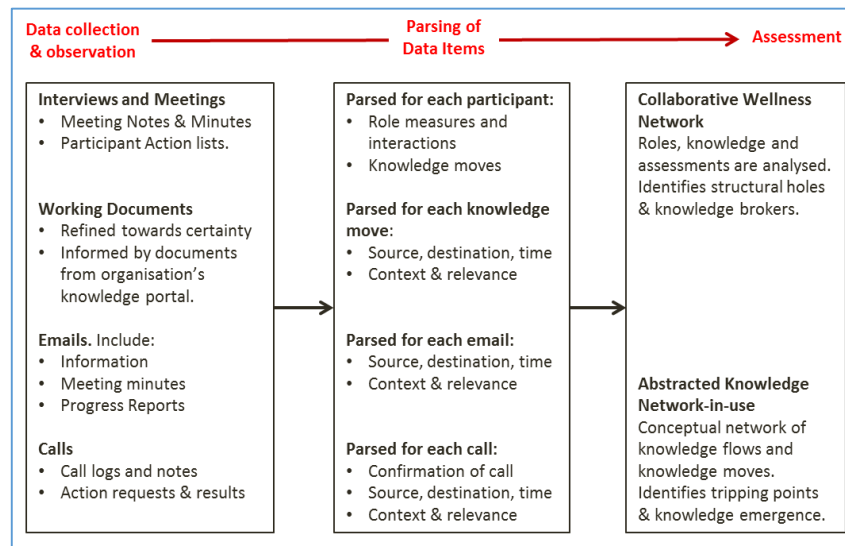 Data collection
& observation
Parsing of
Data Items
Assessment
Interviews and Meetings
• Meeting Notes & Minutes
• Participant Action lists.
Working Documents
• Refined towards certainty
• Informed by documents
from organisation's
knowledge portal.
Emails. Include:
• Information
• Meeting minutes
• Progress Reports
Calls
• Call logs and notes
• Action requests & results
Parsed for each participant:
• Role measures and
interactions
• Knowledge moves
Parsed for each knowledge
move:
• Source, destination, time
• Context & relevance
Parsed for each email:
• Source, destination, time
• Context & relevance
Parsed for each call:
• Confirmation of call
• Source, destination, time
• Context & relevance
Collaborative Wellness
Network
Roles, knowledge and
assessments are analysed.
Identifies structural holes
& knowledge brokers.
Abstracted Knowledge
Network-in-use
Conceptual network of
knowledge flows and
knowledge moves.
Identifies tripping points
& knowledge emergence.